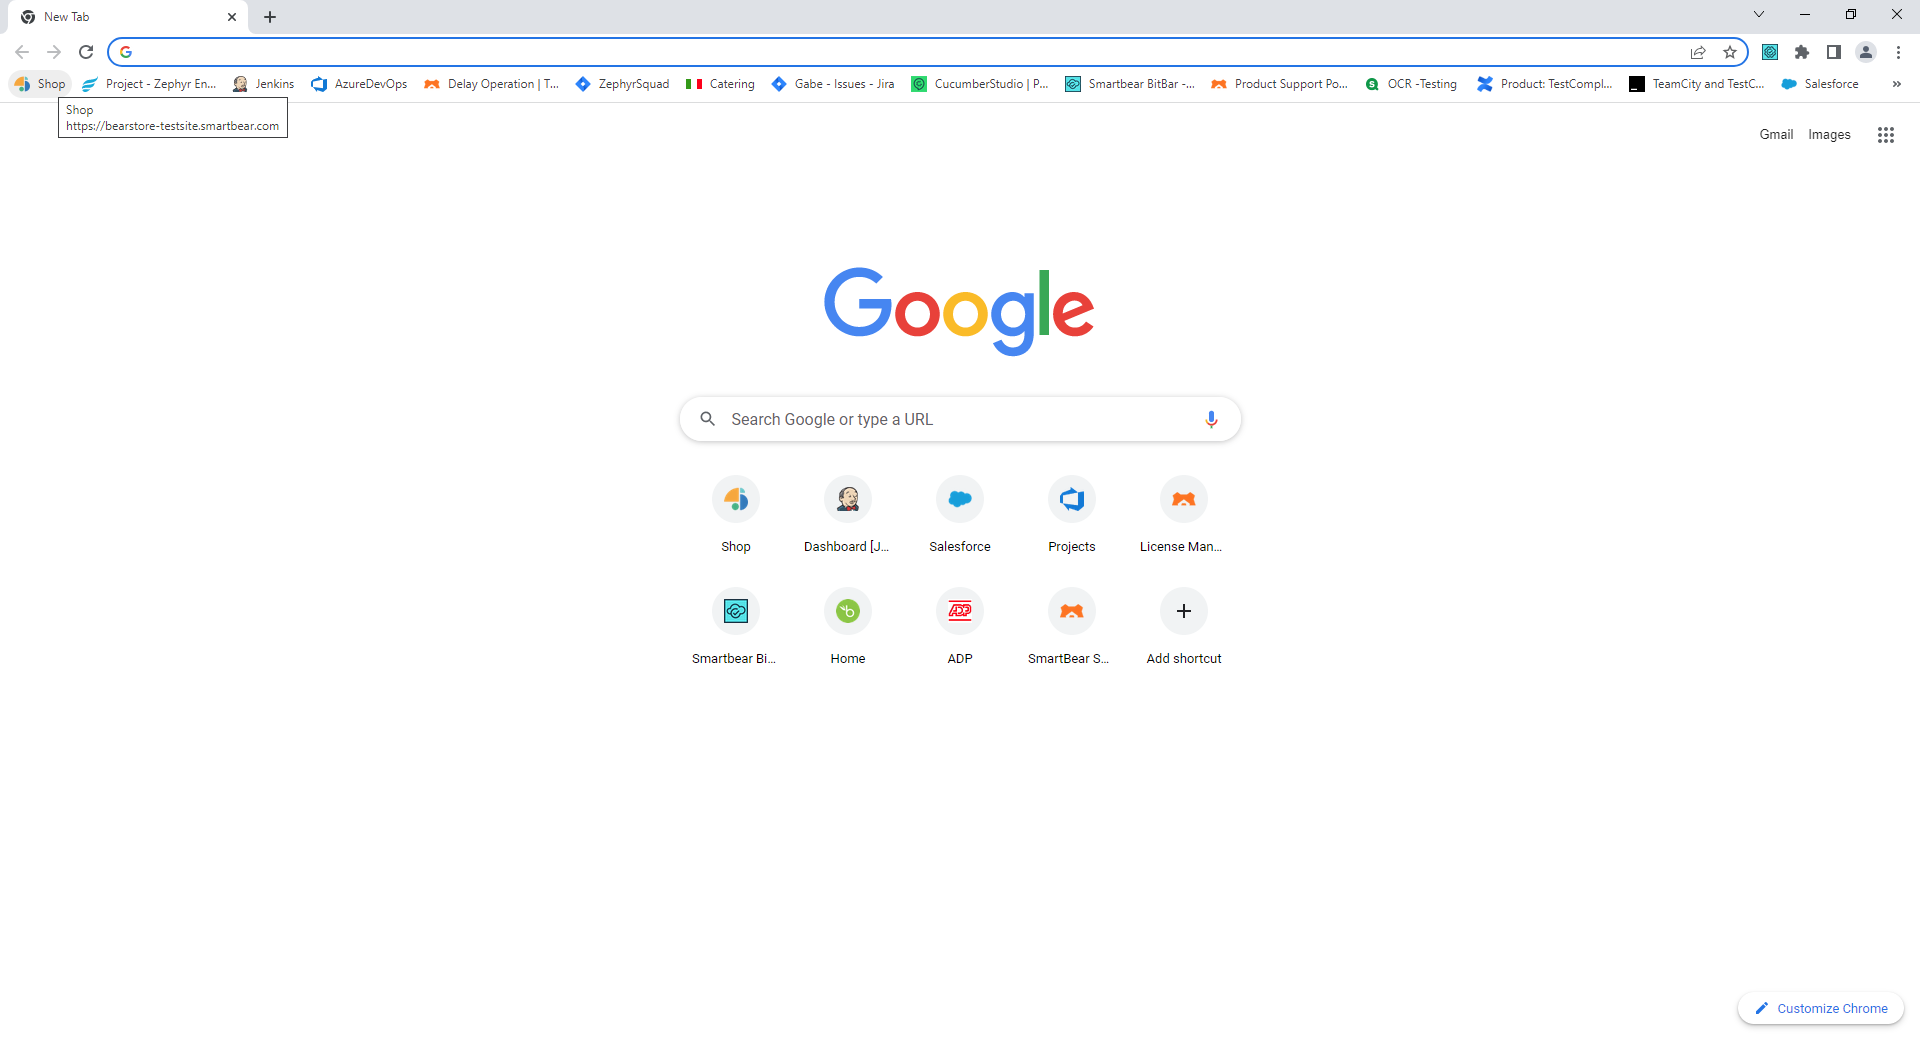 New Tab
Shop
Project - Zephyr En...
Jenkins
AzureDevOps
Delay Operation | T...
ZephyrSquad
Catering
Gabe - Issues - Jira
CucumberStudio | P...
Smartbear BitBar -...
Product Support Po...
OCR -Testing
Product: TestCompl...
TeamCity and TestC...
Salesforce
»
Shop
https://bearstore-testsite.smartbear.com
Gmail
Images
Google
Search Google or type a URL
Shop
Dashboard [J...
Salesforce
Projects
License Man...
Smartbear Bi...
Home
ADP
ADP
SmartBear S...
Add shortcut
Customize Chrome